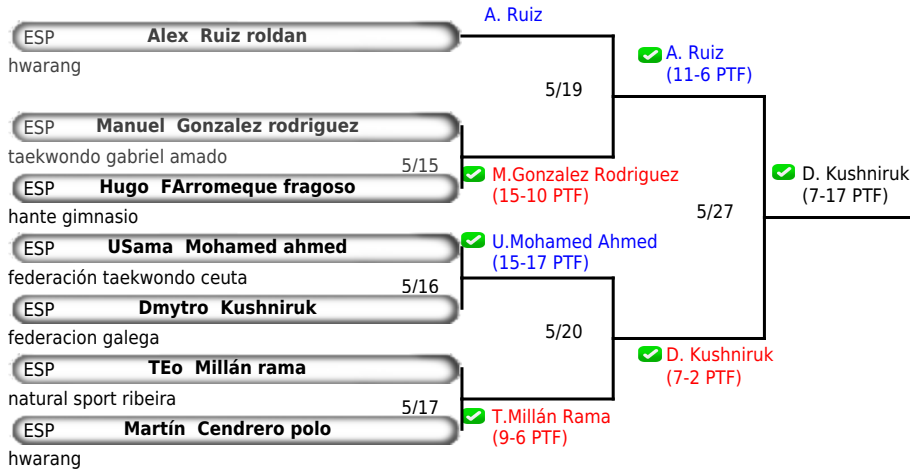 A. Ruiz
ESP Alex Ruiz roldan
hwarang
A. Ruiz
(11-6 PTF)
5/19
ESP Manuel Gonzalez rodriguez
taekwondo gabriel amado
5/15
M.Gonzalez Rodriguez
(15-10 PTF)
ESP Hugo FArromeque fragoso
hante gimnasio
D. Kushniruk
(7-17 PTF)
5/27
ESP USama Mohamed ahmed
federación taekwondo ceuta
U.Mohamed Ahmed
(15-17 PTF)
5/16
ESP Dmytro Kushniruk
federacion galega
5/20
D. Kushniruk
(7-2 PTF)
ESP TEo Millán rama
natural sport ribeira
5/17
T.Millán Rama
(9-6 PTF)
ESP Martín Cendrero polo
hwarang